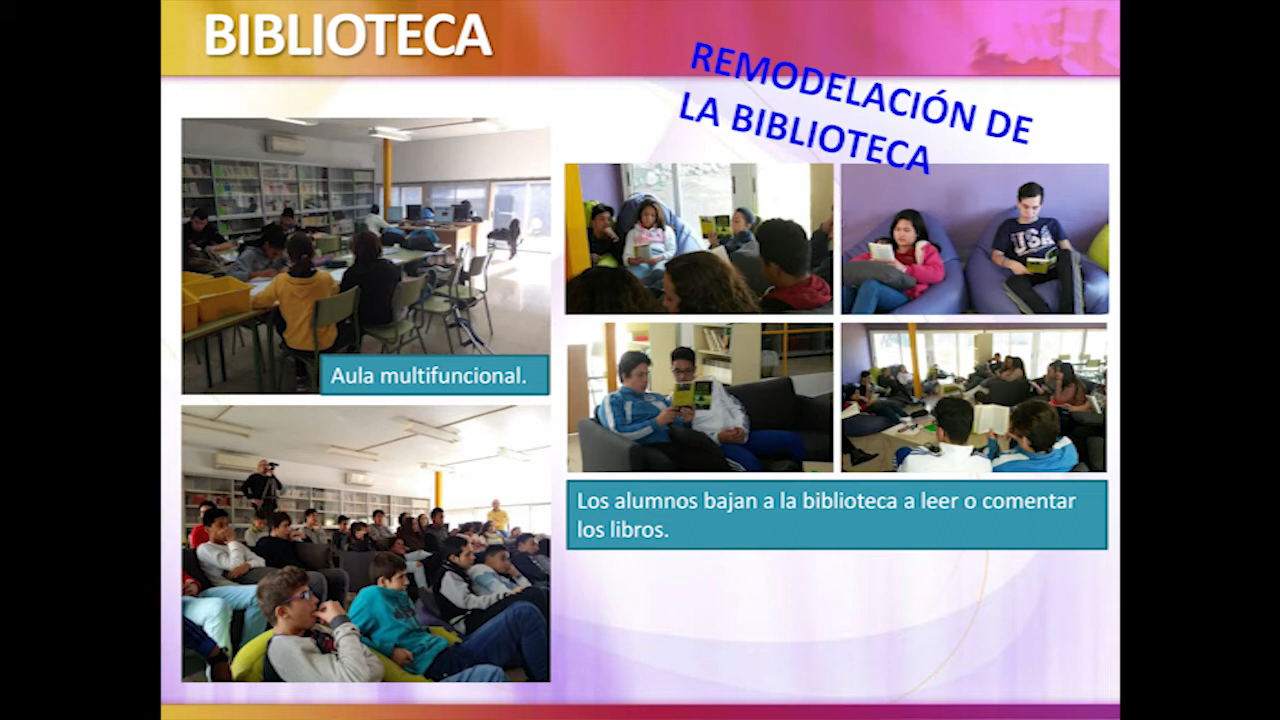 BIBLIOTECA
REMODELACIÓN DE
LA BIBLIOTECA
USA
Aula multifuncional.
Los alumnos bajan a la biblioteca a leer o comentar
los libros.